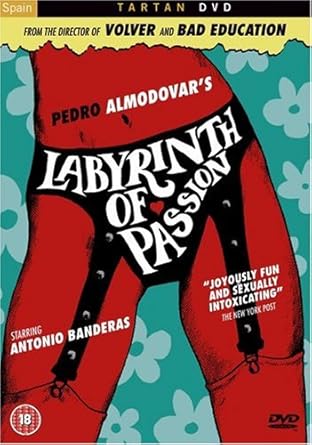 Spain
TARTAN DVD
FROM THE DIRECTOR OF VOLVER AND BAD EDUCATION
PEDRO ALMODOVAR'S
LABYRINTH
OF
PASSION
"JOYOUSLY FUN
AND SEXUALLY
INTOXICATING"
THE NEW YORK POST
STARRING
ANTONIO BANDERAS
18
DVD
VIDEO